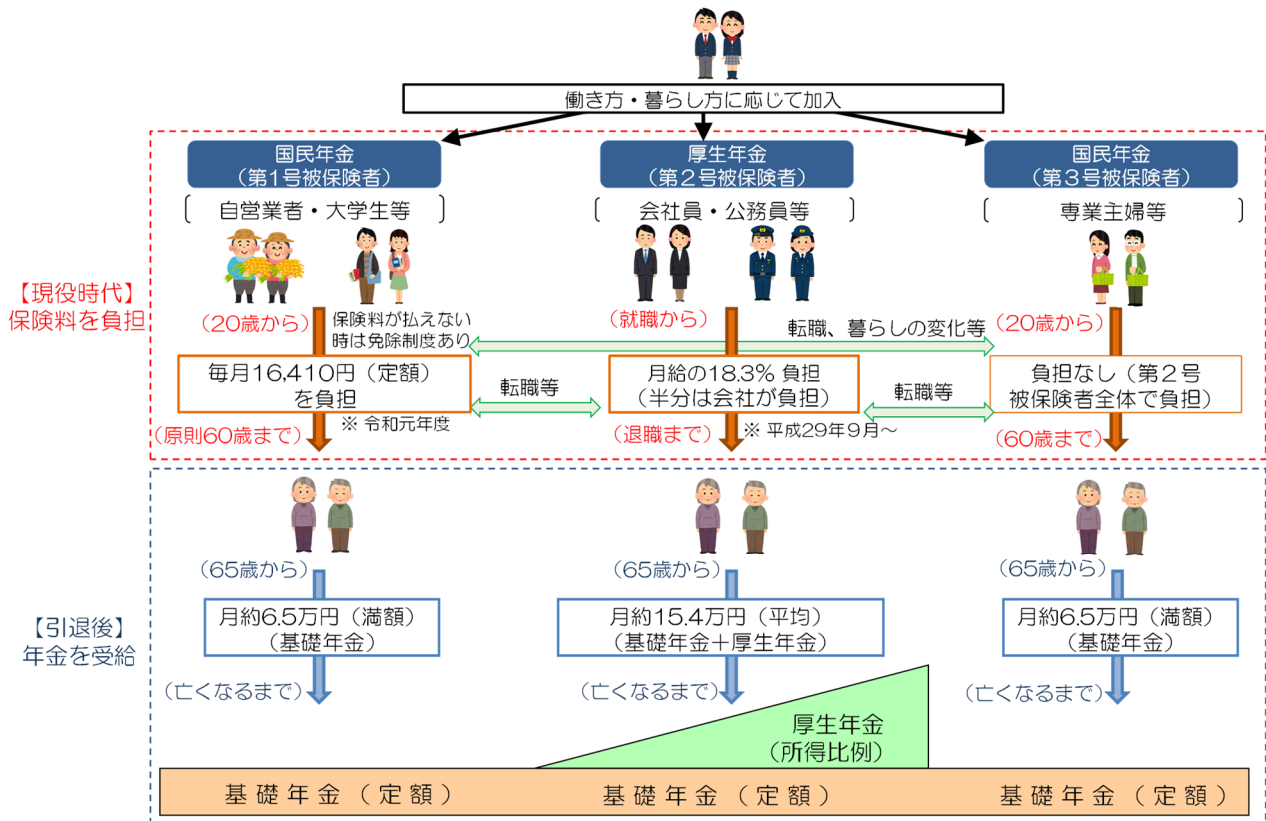 働き方・暮らし方に応じて加入
国民年金
（第１号被保険者）
自営業者・大学生等
厚生年金
（第２号被保険者）
会社員・公務員等
国民年金
（第３号被保険者）
専業主婦等
【現役時代】
保険料を負担
（20歳から）
保険料が払えない
時は免除制度あり
（就職から）
転職、暮らしの変化等
（20歳から）
毎月16,410円（定額）
を負担
転職等
月給の18.3% 負担
（半分は会社が負担）
転職等
負担なし（第２号
被保険者全体で負担）
※ 令和元年度
（原則60歳まで）
（退職まで）
※ 平成29年９月～
（60歳まで）
【引退後】
年金を受給
（65歳から）
（65歳から）
（65歳から）
月約6.5万円（満額）
（基礎年金）
月約15.4万円（平均）
（基礎年金＋厚生年金）
月約6.5万円（満額）
（基礎年金）
（亡くなるまで）
（亡くなるまで）
（亡くなるまで）
厚生年金
（所得比例）
基礎年金（定額）
基礎年金（定額）
基礎年金（定額）